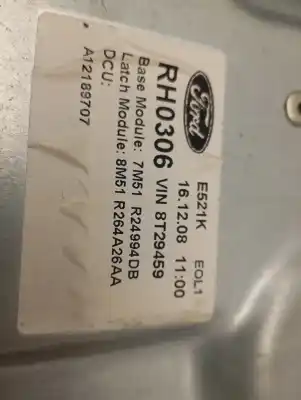 Ford
E521K EOL1
16.12.08 11:00
RH0306 VIN 8T29459
Base Module: 7M51 R24994DB
Latch Module: 8M51 R264A26AA
DCU:
A12189707